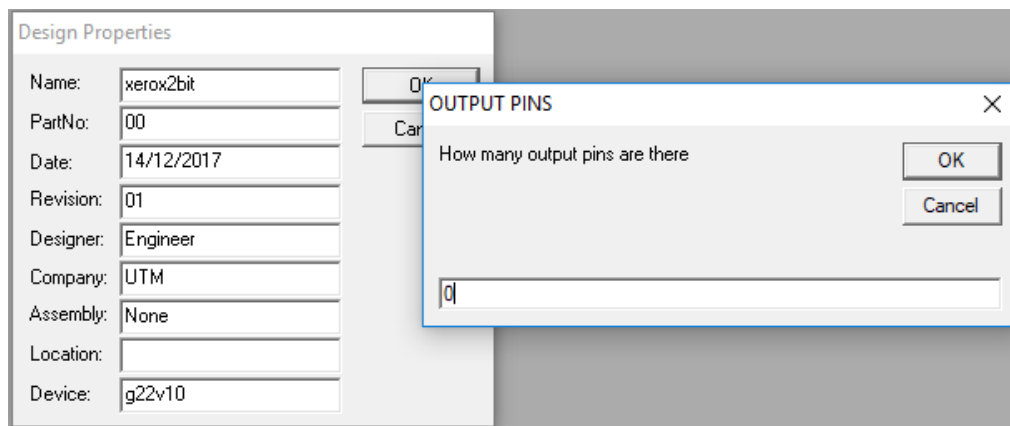 Design Properties
Name: xerox2bit
PartNo: 00
Date: 14/12/2017
Revision: 01
Designer: Engineer
Company: UTM
Assembly: None
Location:
Device: g22v10
OUTPUT PINS
How many output pins are there
OK
Cancel
0